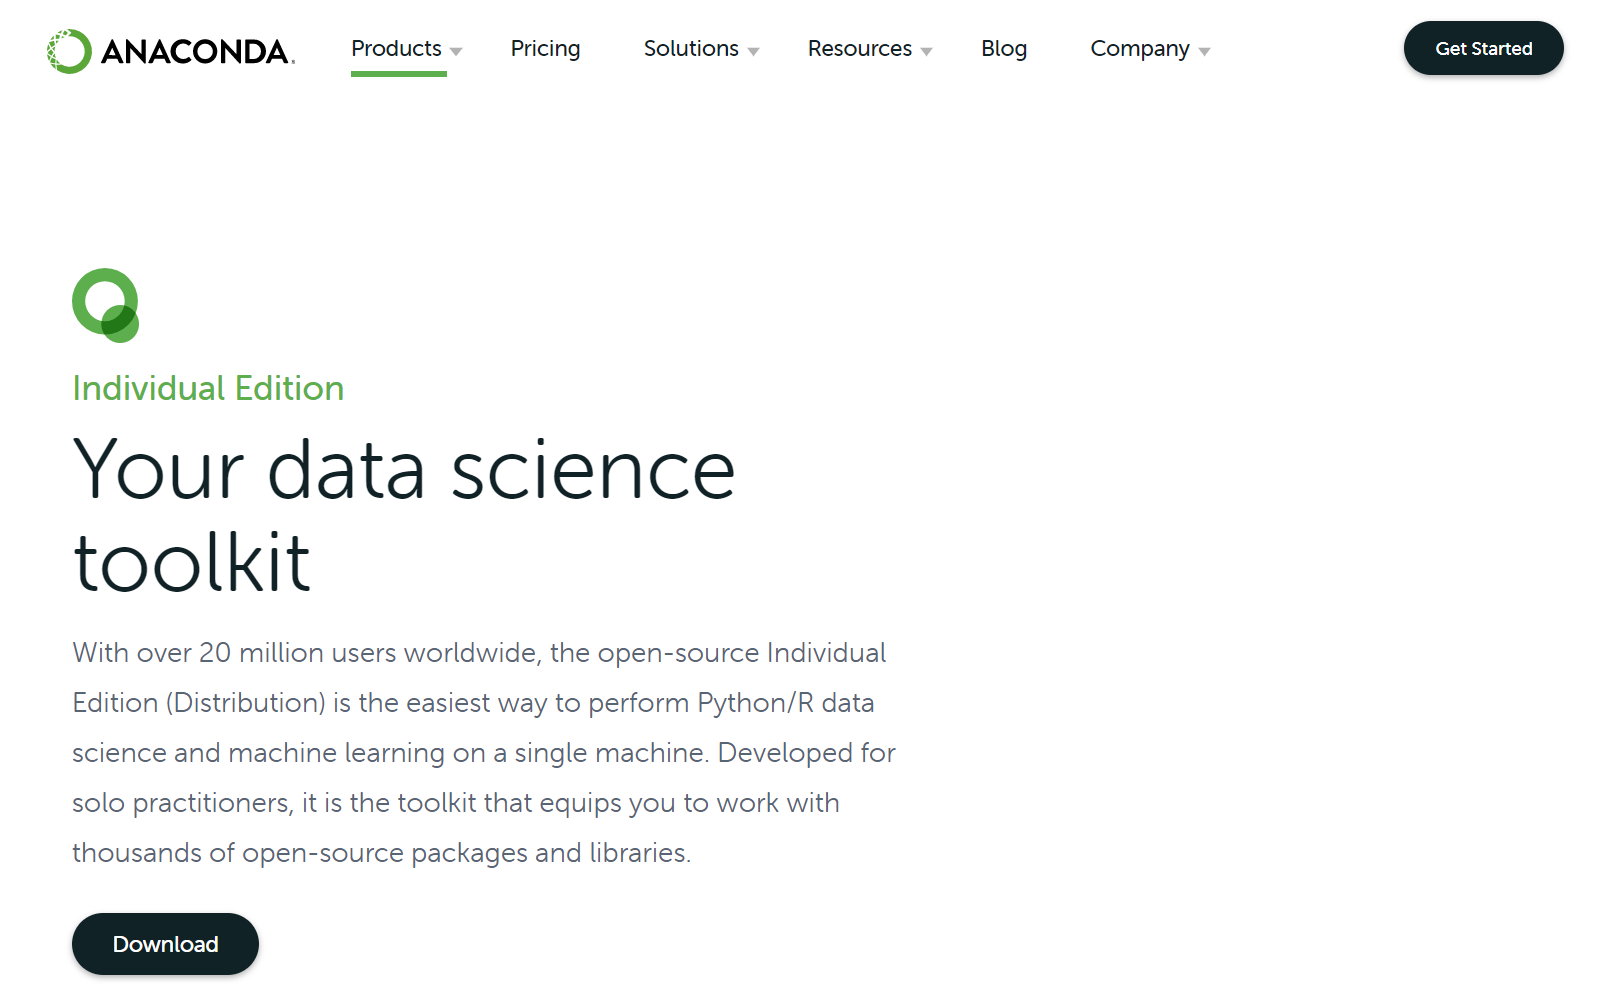 ANACONDA.
Products
Pricing
Solutions
Resources
Blog
Company
Get Started
Individual Edition
Your data science
toolkit
With over 20 million users worldwide, the open-source Individual
Edition (Distribution) is the easiest way to perform Python/R data
science and machine learning on a single machine. Developed for
solo practitioners, it is the toolkit that equips you to work with
thousands of open-source packages and libraries.
Download